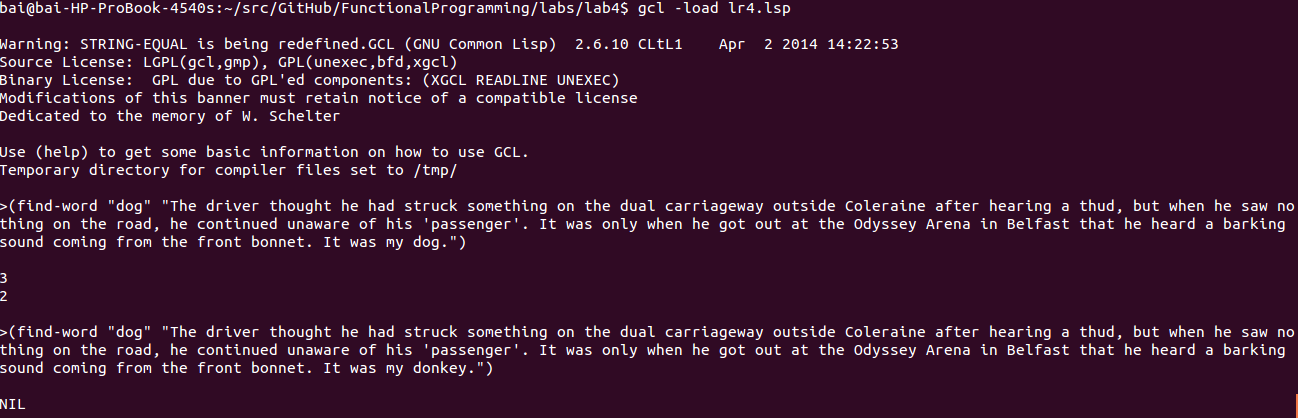 bai@bai-HP-ProBook-4540s:~/src/GitHub/FunctionalProgramming/labs/lab4$ gcl -load lr4.lsp
Warning: STRING-EQUAL is being redefined.GCL (GNU Common Lisp)  2.6.10 CLtL1    Apr  2 2014 14:22:53
Source License: LGPL(gcl,gmp), GPL(unexec,bfd,xgcl)
Binary License:  GPL due to GPL'ed components: (XGCL READLINE UNEXEC)
Modifications of this banner must retain notice of a compatible license
Dedicated to the memory of W. Schelter
Use (help) to get some basic information on how to use GCL.
Temporary directory for compiler files set to /tmp/
>(find-word "dog" "The driver thought he had struck something on the dual carriageway outside Coleraine after hearing a thud, but when he saw no
thing on the road, he continued unaware of his 'passenger'. It was only when he got out at the Odyssey Arena in Belfast that he heard a barking
sound coming from the front bonnet. It was my dog.")
3
2
>(find-word "dog" "The driver thought he had struck something on the dual carriageway outside Coleraine after hearing a thud, but when he saw no
thing on the road, he continued unaware of his 'passenger'. It was only when he got out at the Odyssey Arena in Belfast that he heard a barking
sound coming from the front bonnet. It was my donkey.")
NIL